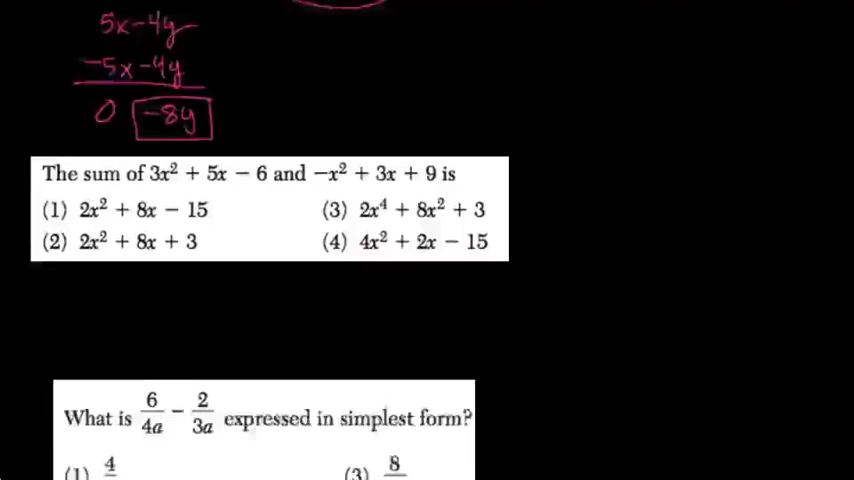 5x-4y
-5x-4y
0 -8y
The sum of 3x² + 5x − 6 and −x² + 3x + 9 is
(1) 2x² + 8x − 15 (3) 2x⁴ + 8x² + 3
(2) 2x² + 8x + 3 (4) 4x² + 2x − 15
What is 6/4a − 2/3a expressed in simplest form?
(1) 4 (3) 8